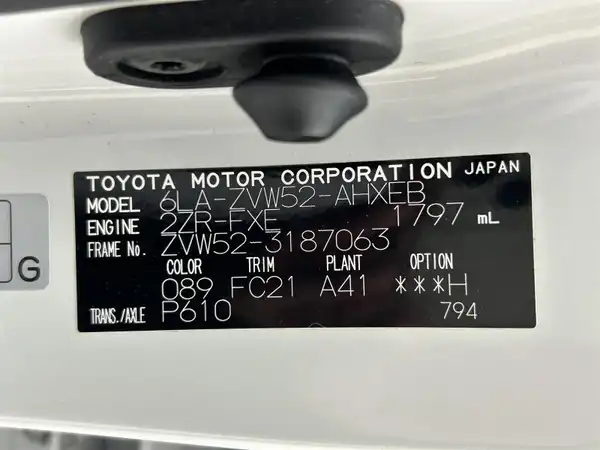 TOYOTA MOTOR CORPORATION JAPAN
MODEL 6LA-ZVW52-AHXEB
ENGINE 2ZR-FXE 1797 mL
FRAME No. ZVW52-3187063
COLOR TRIM PLANT OPTION
089 FC21 A41 ***H
TRANS./AXLE P610 794
G